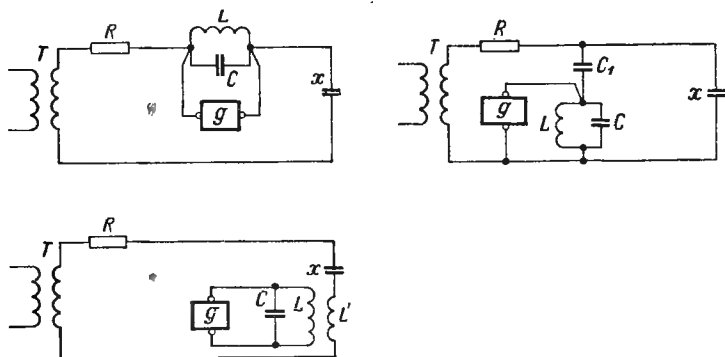 T R L C g x
T R C₁ g L C x
T R g C L x L'